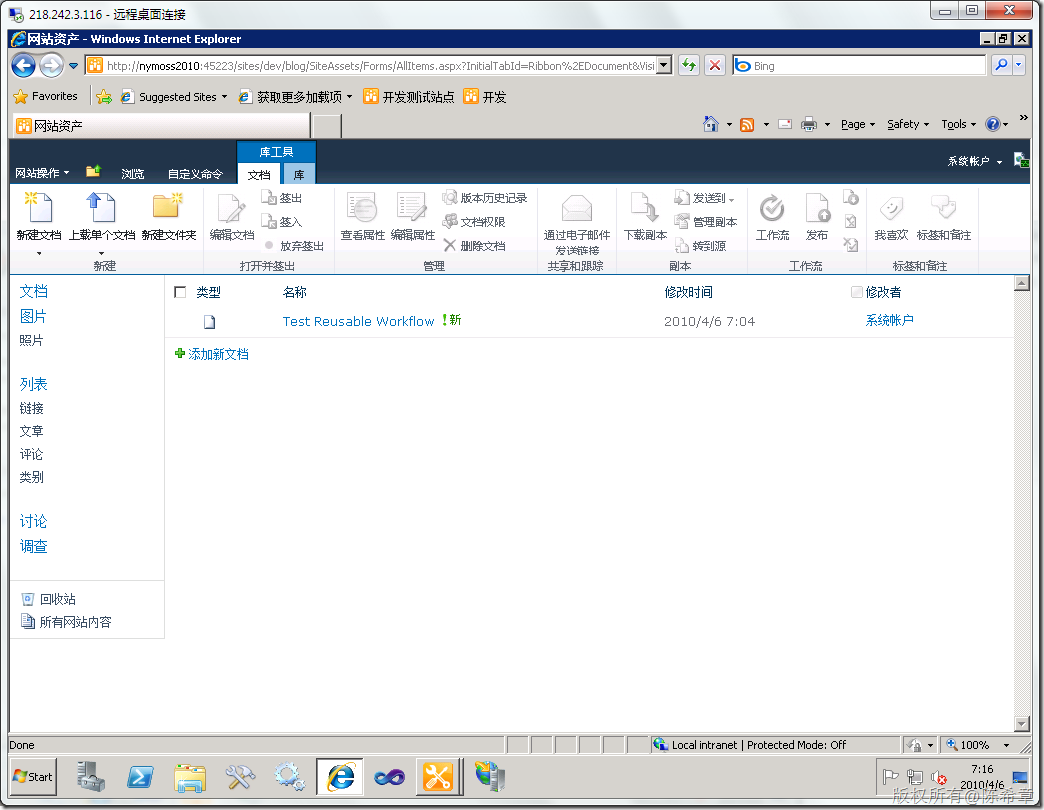 218.242.3.116 - 远程桌面连接
网站资产 - Windows Internet Explorer
http://nymoss2010:45223/sites/dev/blog/SiteAssets/Forms/AllItems.aspx?InitialTabId=Ribbon%2EDocument&Visi
Bing
Favorites Suggested Sites 获取更多加载项 开发测试站点 开发
网站资产
Page Safety Tools
库工具
系统帐户
网站操作 浏览 自定义命令 文档 库
新建文档 上载单个文档 新建文件夹
新建
编辑文档 签出
签入
放弃签出
打开并签出
查看属性 编辑属性 版本历史记录
文档权限
删除文档
管理
通过电子邮件
发送链接
共享和跟踪
下载副本 发送到
管理副本
转到源
副本
工作流 发布
工作流
我喜欢 标签和备注
标签和备注
文档
图片
照片
列表
链接
文章
评论
类别
讨论
调查
回收站
所有网站内容
类型 名称 修改时间 修改者
Test Reusable Workflow !新 2010/4/6 7:04 系统帐户
添加新文档
Done Local intranet | Protected Mode: Off 100%
Start 7:16
2010/4/6
版权所有@陈希章